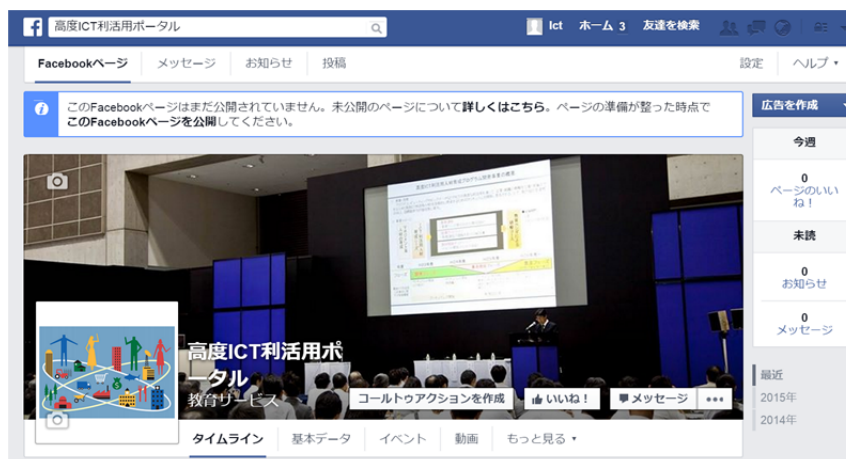 高度ICT利活用ポータル
Ict ホーム 3 友達を検索
Facebookページ メッセージ お知らせ 投稿 設定 ヘルプ
このFacebookページはまだ公開されていません。未公開のページについて詳しくはこちら。ページの準備が整った時点で
このFacebookページを公開してください。
広告を作成
今週
0
ページのいい
ね！
未読
0
お知らせ
0
メッセージ
最近
2015年
2014年
高度ICT利活用ポ
ータル
教育サービス
コールトゥアクションを作成 いいね！ メッセージ
タイムライン 基本データ イベント 動画 もっと見る